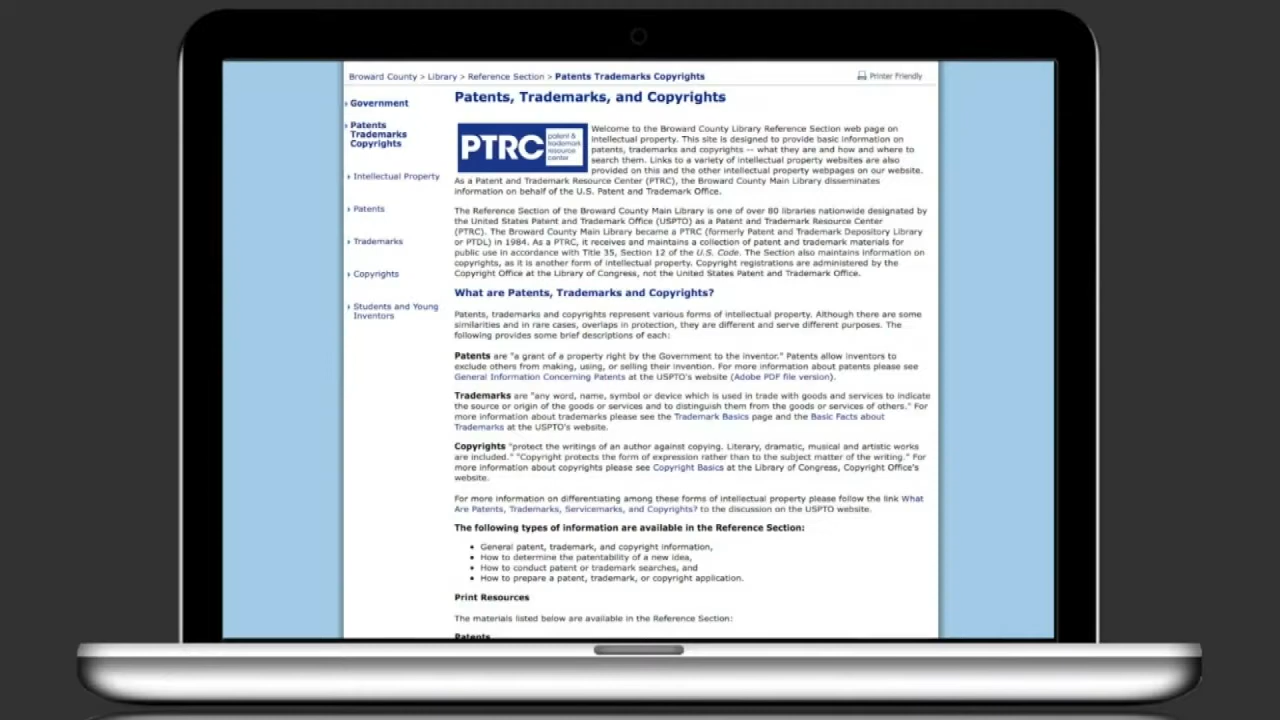 Broward County > Library > Reference Section > Patents Trademarks Copyrights
Printer Friendly
Government
Patents
Trademarks
Copyrights
Intellectual Property
Patents
Trademarks
Copyrights
Students and Young
Inventors
Patents, Trademarks, and Copyrights
PTRC
patent &
trademark
resource
center
Welcome to the Broward County Library Reference Section web page on
intellectual property. This site is designed to provide basic information on
patents, trademarks and copyrights -- what they are and how and where to
search them. Links to a variety of intellectual property websites are also
provided on this and the other intellectual property webpages on our website.
As a Patent and Trademark Resource Center (PTRC), the Broward County Main Library disseminates
information on behalf of the U.S. Patent and Trademark Office.
The Reference Section of the Broward County Main Library is one of over 80 libraries nationwide designated by
the United States Patent and Trademark Office (USPTO) as a Patent and Trademark Resource Center
(PTRC). The Broward County Main Library became a PTRC (formerly Patent and Trademark Depository Library
or PTDL) in 1984. As a PTRC, it receives and maintains a collection of patent and trademark materials for
public use in accordance with Title 35, Section 12 of the U.S. Code. The Section also maintains information on
copyrights, as it is another form of intellectual property. Copyright registrations are administered by the
Copyright Office at the Library of Congress, not the United States Patent and Trademark Office.
What are Patents, Trademarks and Copyrights?
Patents, trademarks and copyrights represent various forms of intellectual property. Although there are some
similarities and in rare cases, overlaps in protection, they are different and serve different purposes. The
following provides some brief descriptions of each:
Patents are "a grant of a property right by the Government to the inventor." Patents allow inventors to
exclude others from making, using, or selling their invention. For more information about patents please see
General Information Concerning Patents at the USPTO's website (Adobe PDF file version).
Trademarks are "any word, name, symbol or device which is used in trade with goods and services to indicate
the source or origin of the goods or services and to distinguish them from the goods or services of others." For
more information about trademarks please see the Trademark Basics page and the Basic Facts about
Trademarks at the USPTO's website.
Copyrights "protect the writings of an author against copying. Literary, dramatic, musical and artistic works
are included." "Copyright protects the form of expression rather than to the subject matter of the writing." For
more information about copyrights please see Copyright Basics at the Library of Congress, Copyright Office's
website.
For more information on differentiating among these forms of intellectual property please follow the link What
Are Patents, Trademarks, Servicemarks, and Copyrights? to the discussion on the USPTO website.
The following types of information are available in the Reference Section:
• General patent, trademark, and copyright information,
• How to determine the patentability of a new idea,
• How to conduct patent or trademark searches, and
• How to prepare a patent, trademark, or copyright application.
Print Resources
The materials listed below are available in the Reference Section:
Patents